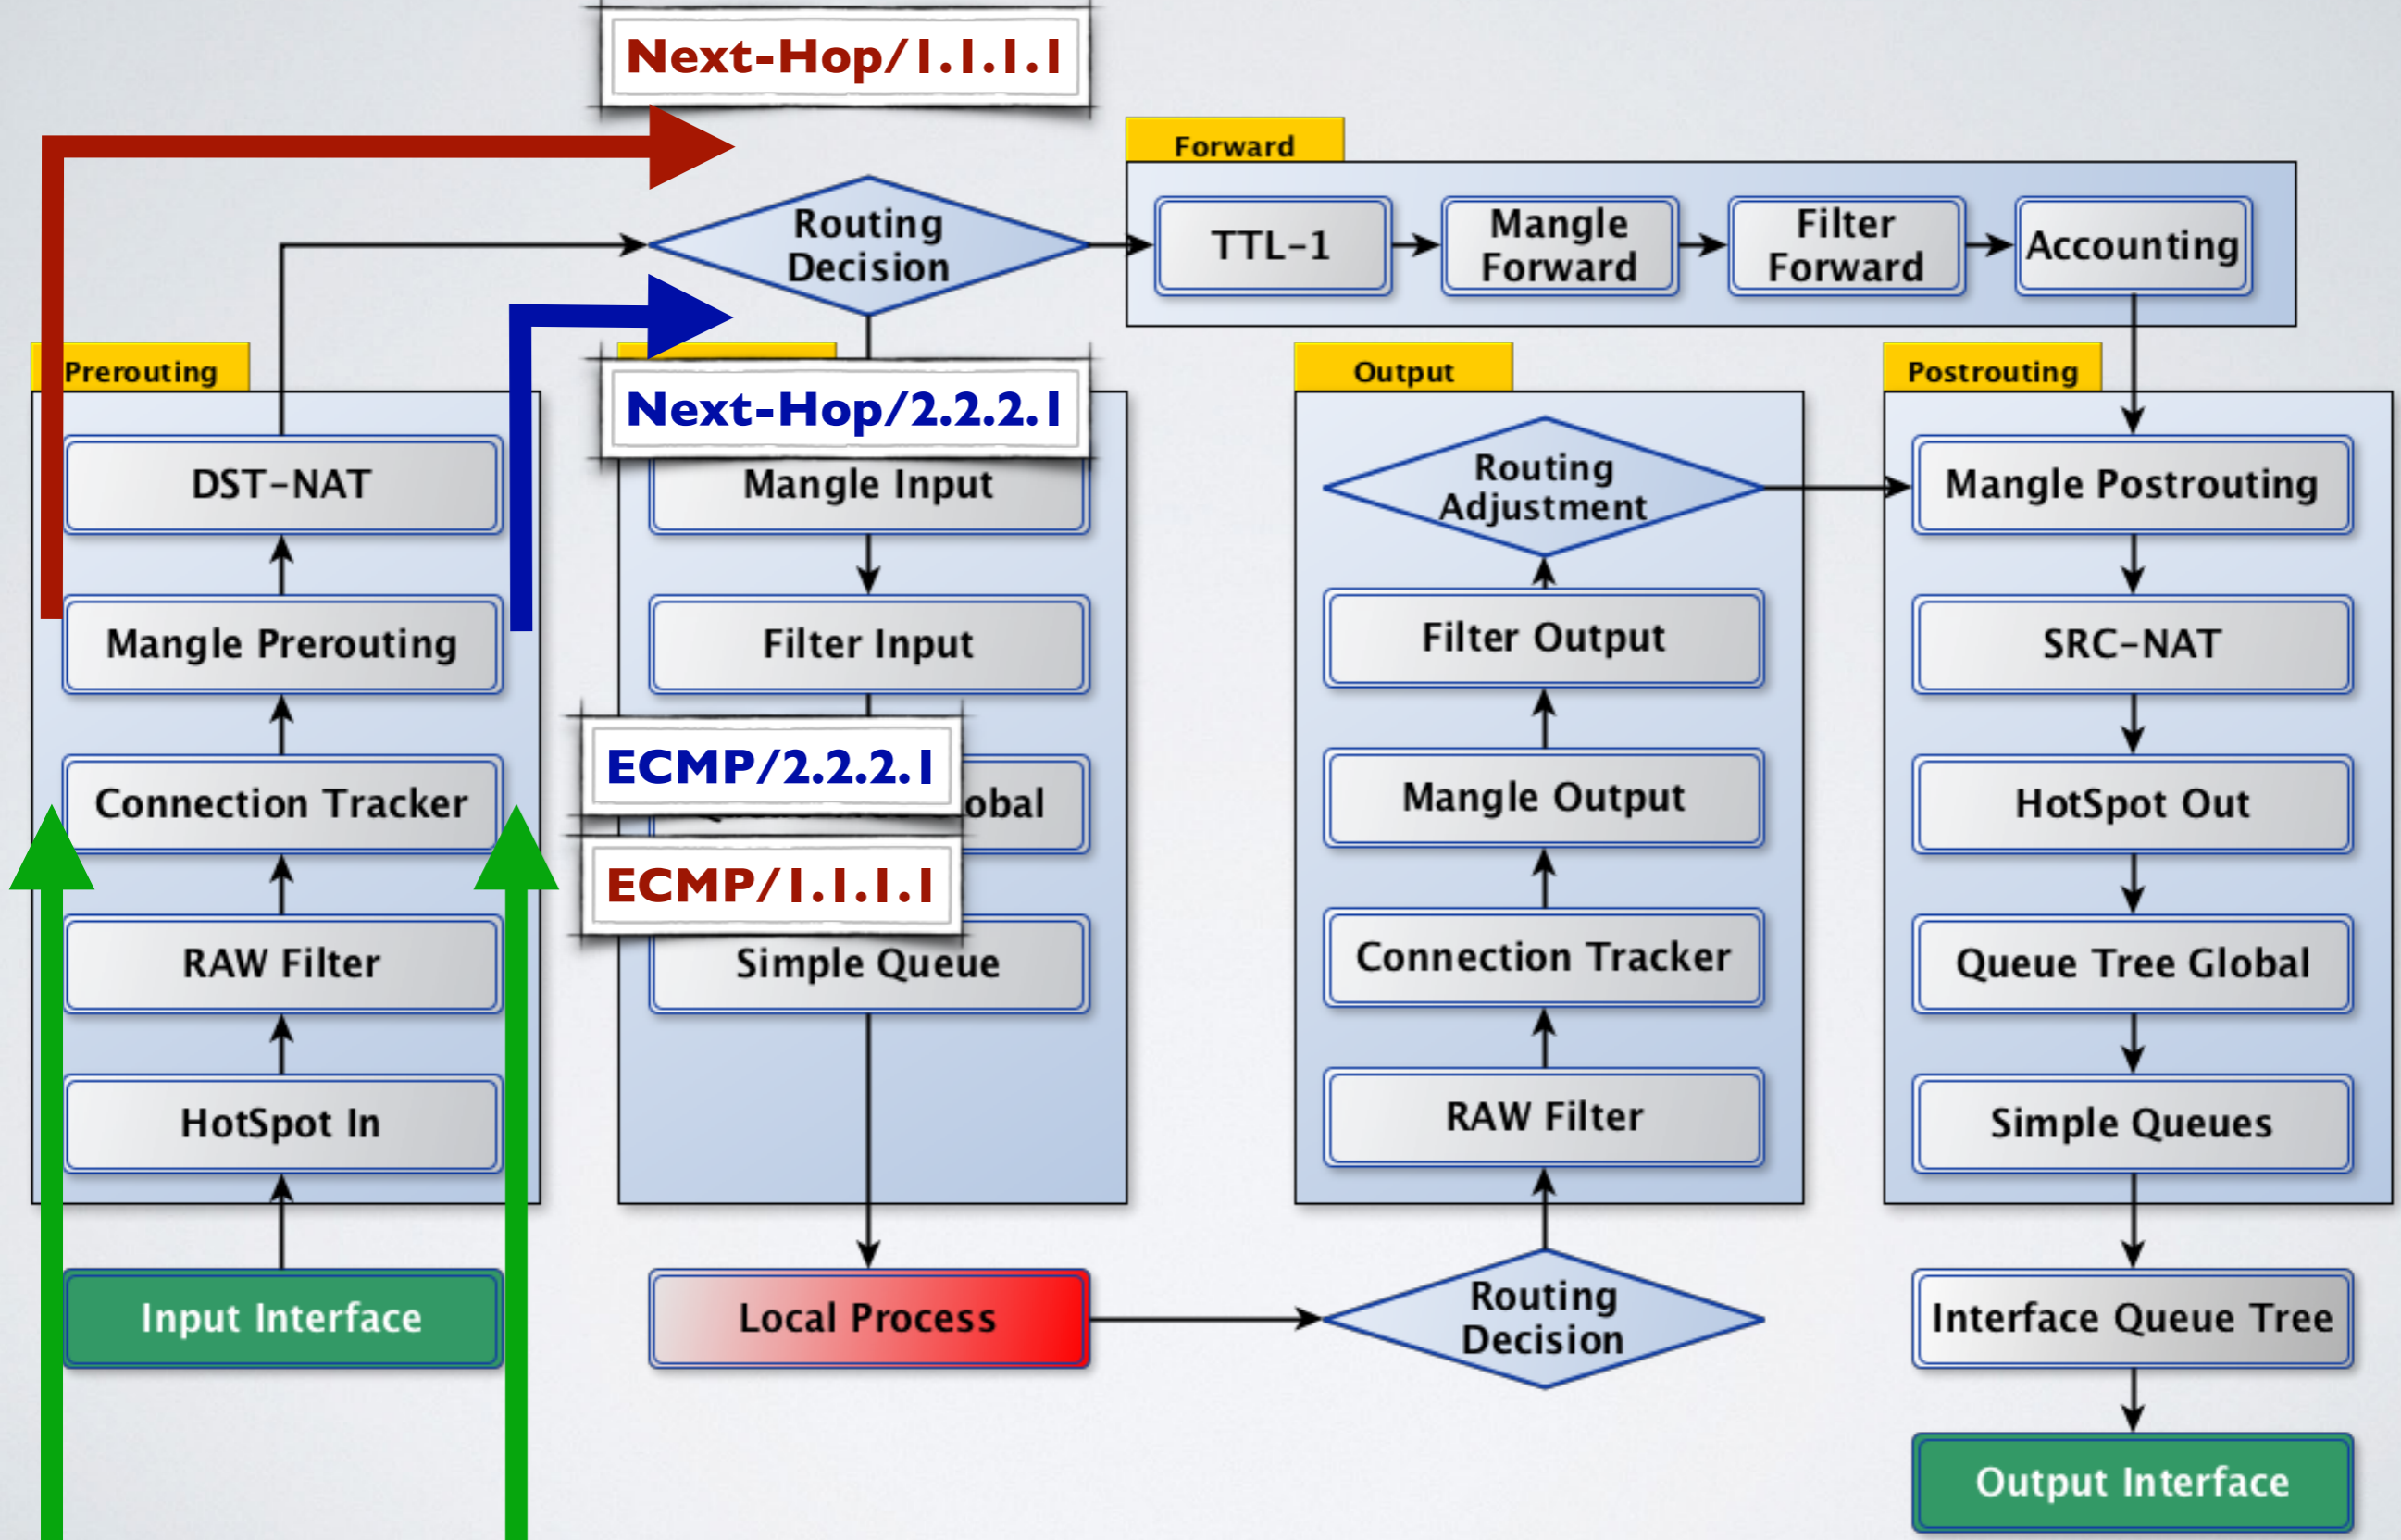 Next-Hop/1.1.1.1
Forward
Routing
Decision
TTL-1
Mangle
Forward
Filter
Forward
Accounting
Prerouting
Next-Hop/2.2.2.1
Output
Postrouting
DST-NAT
Mangle Prerouting
Connection Tracker
RAW Filter
HotSpot In
Input Interface
Mangle Input
Filter Input
ECMP/2.2.2.1
ECMP/1.1.1.1
Simple Queue
Local Process
Routing
Adjustment
Filter Output
Mangle Output
Connection Tracker
RAW Filter
Routing
Decision
Mangle Postrouting
SRC-NAT
HotSpot Out
Queue Tree Global
Simple Queues
Interface Queue Tree
Output Interface